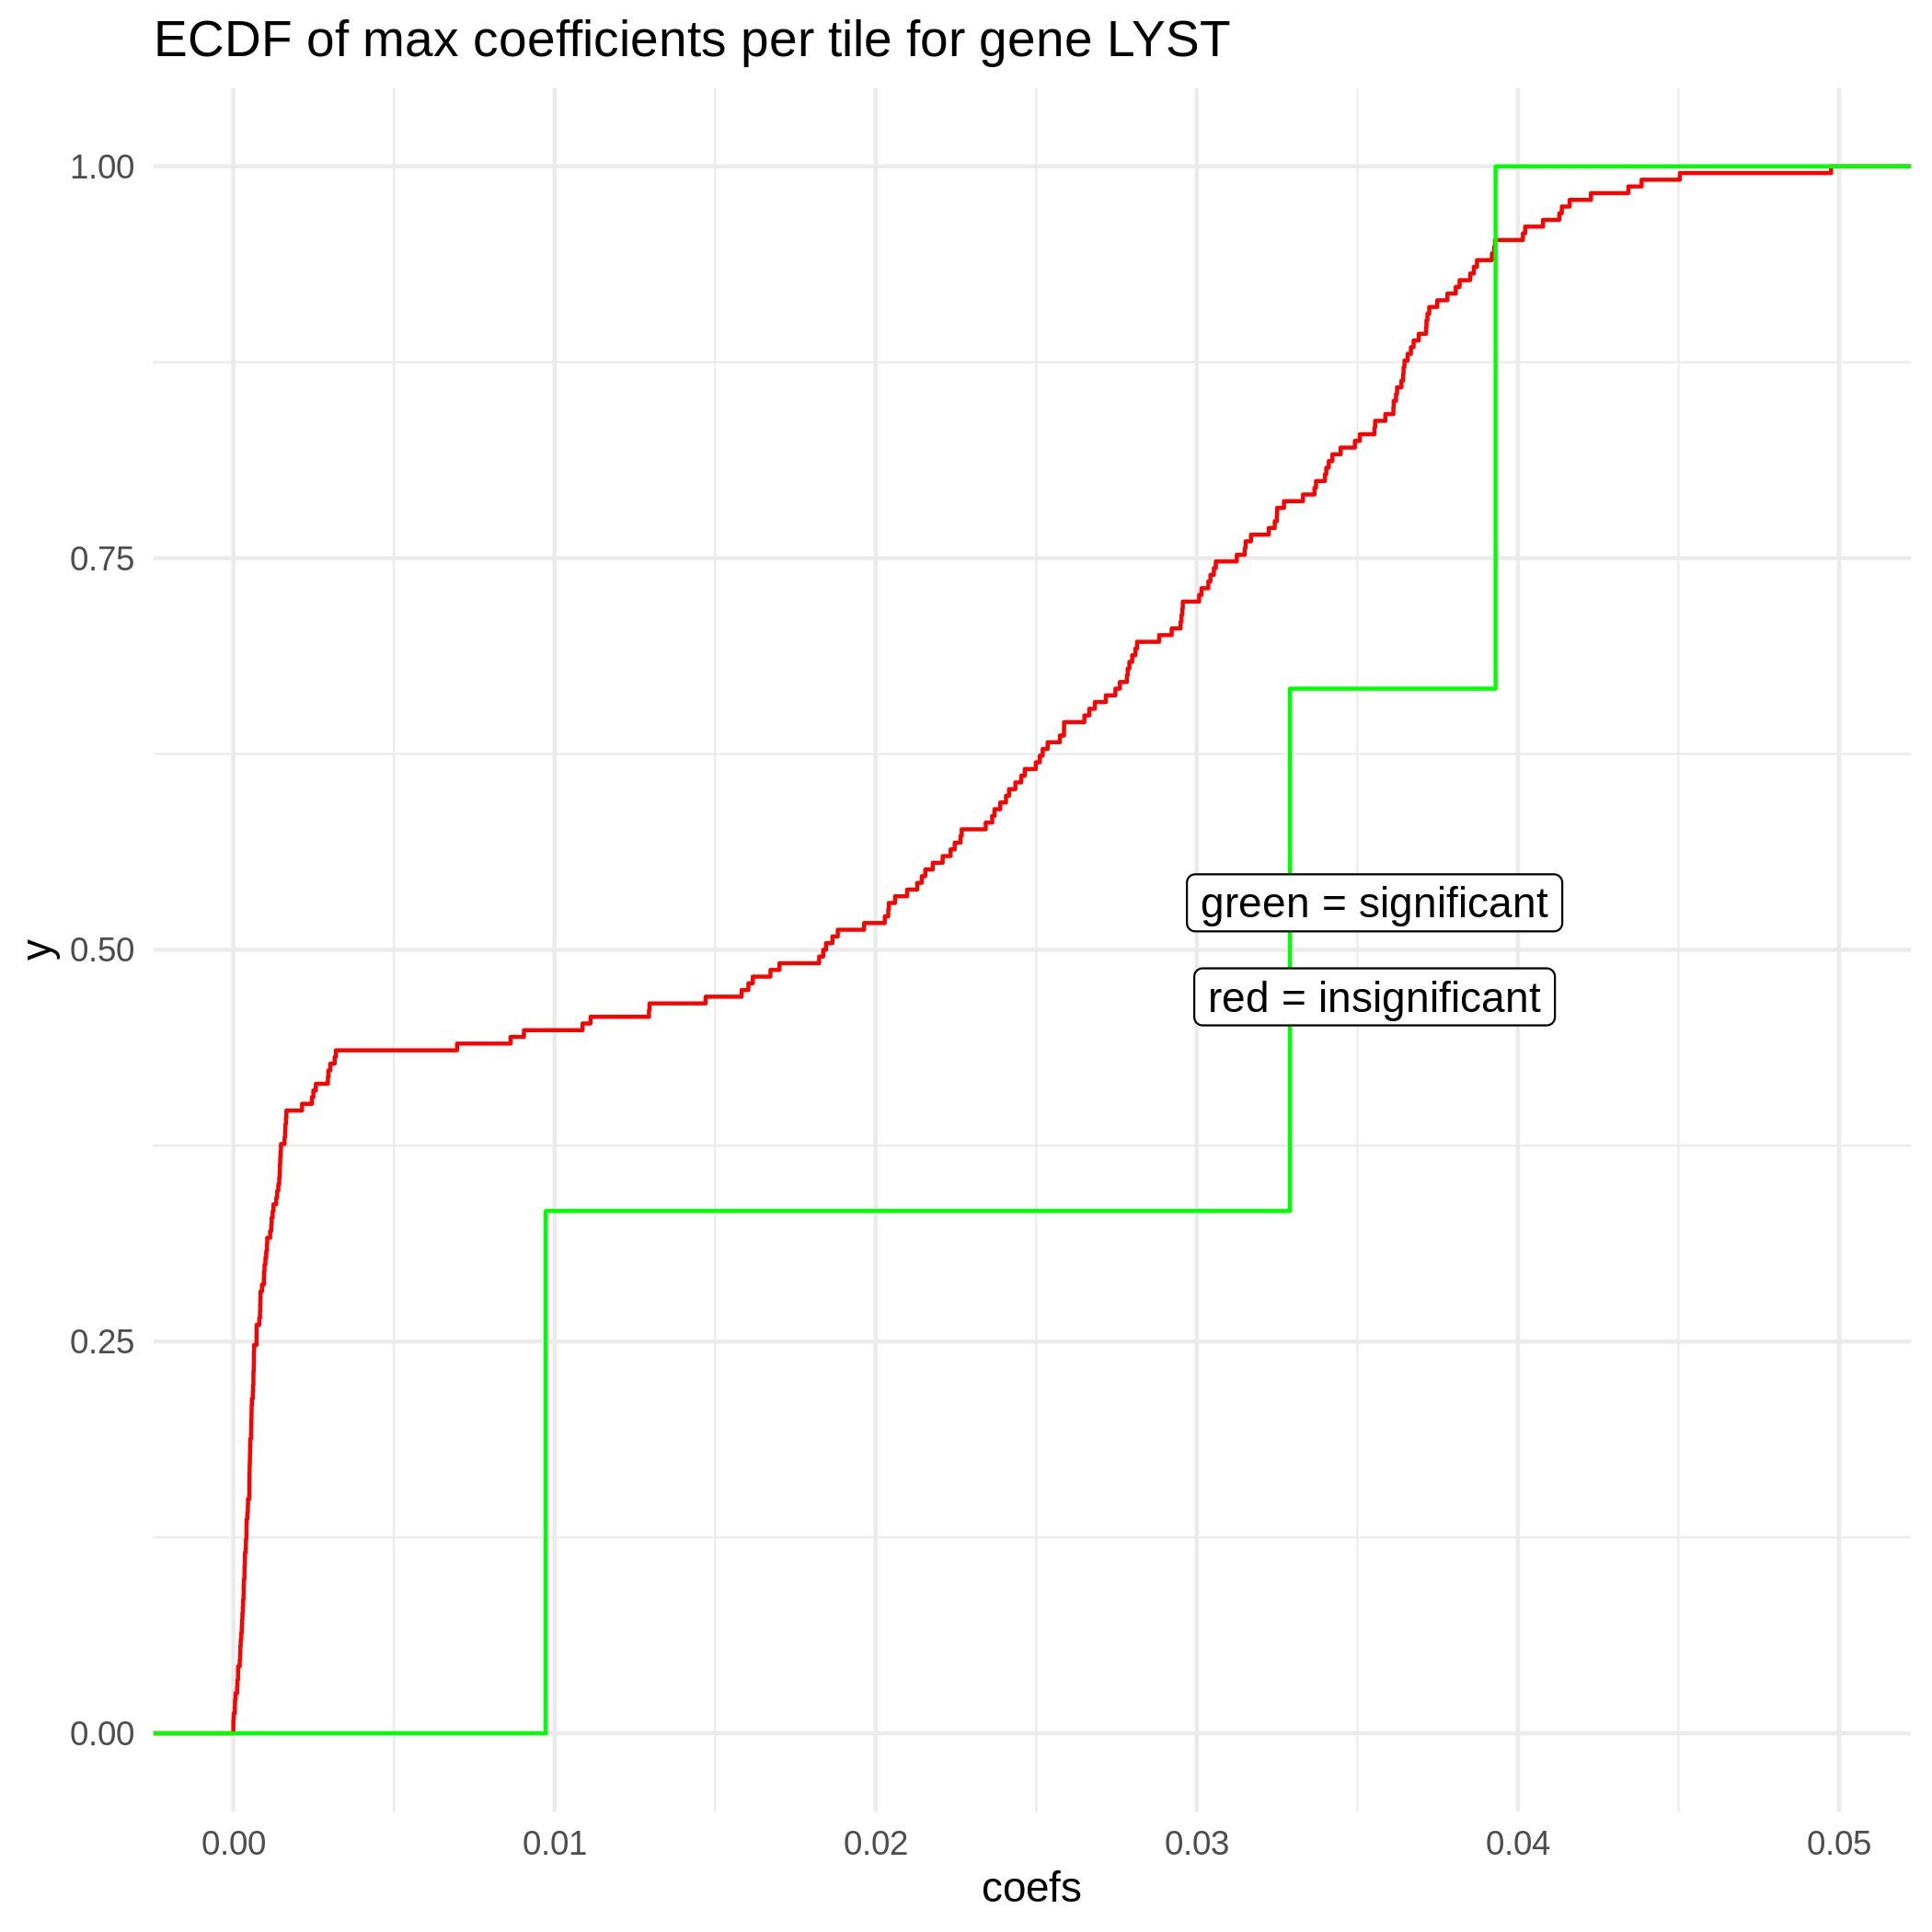 ECDF of max coefficients per tile for gene LYST
1.00
0.75
0.50
0.25
0.00
y
green = significant
red = insignificant
0.00 0.01 0.02 0.03 0.04 0.05
coefs